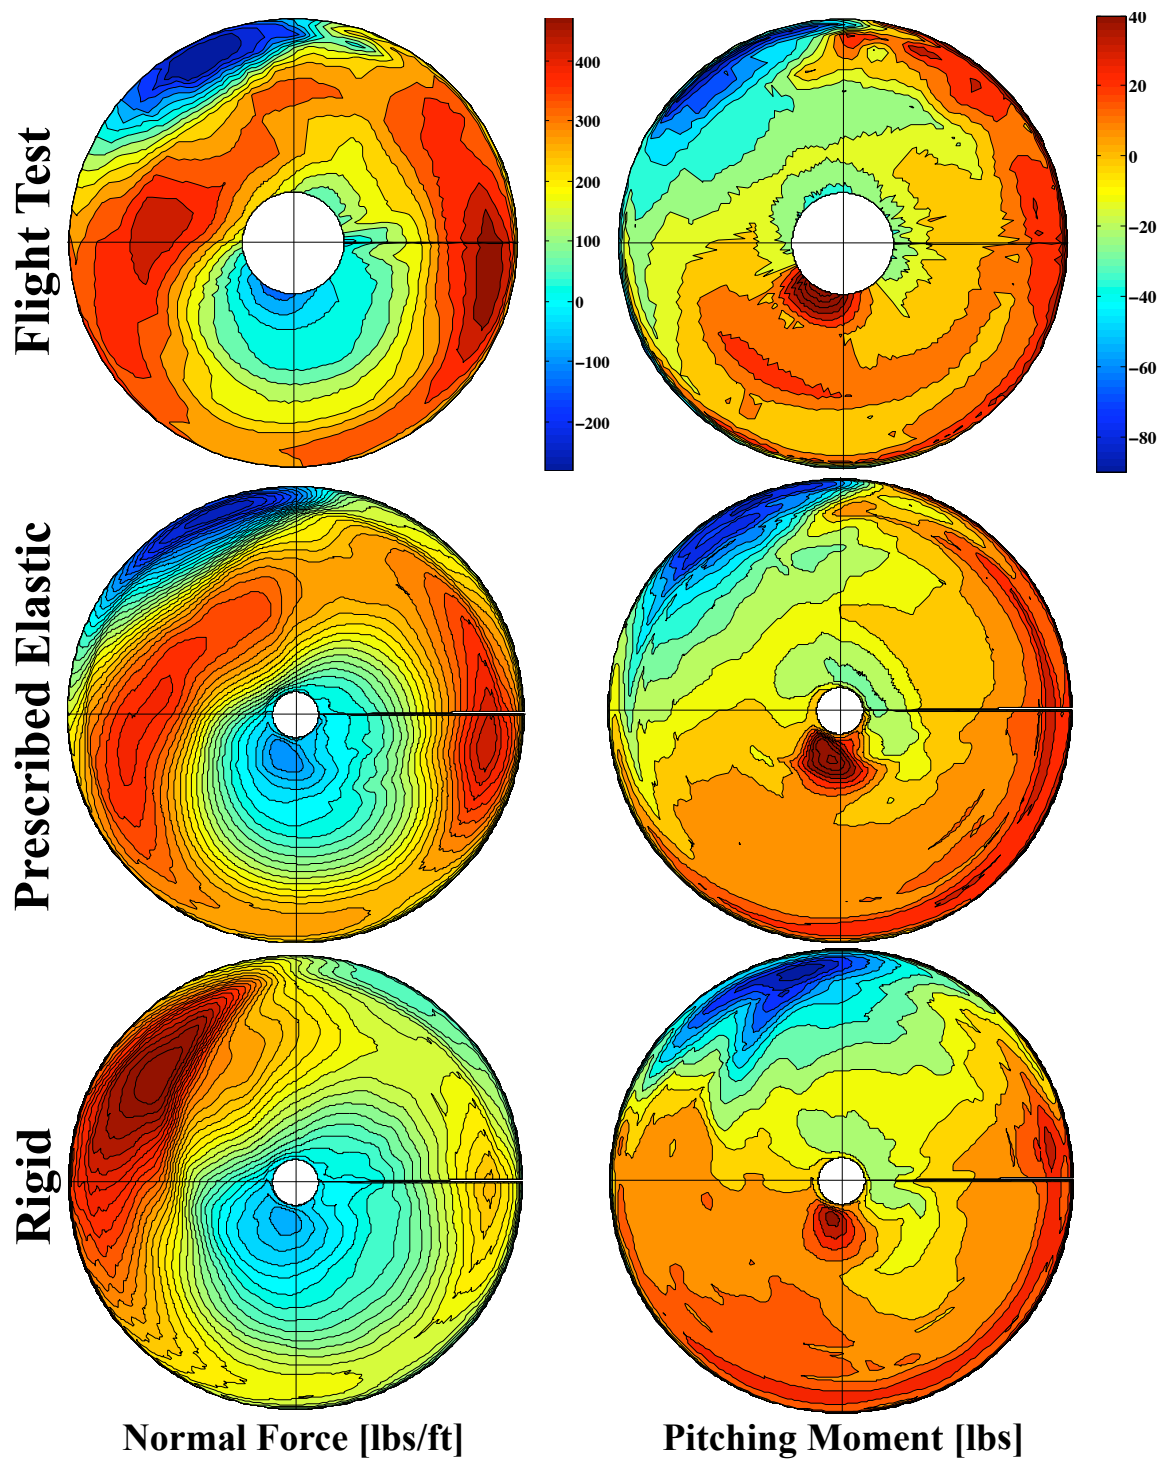 Flight Test
400
300
200
100
0
−100
−200
40
20
0
−20
−40
−60
−80
Prescribed Elastic
Rigid
Normal Force [lbs/ft]
Pitching Moment [lbs]